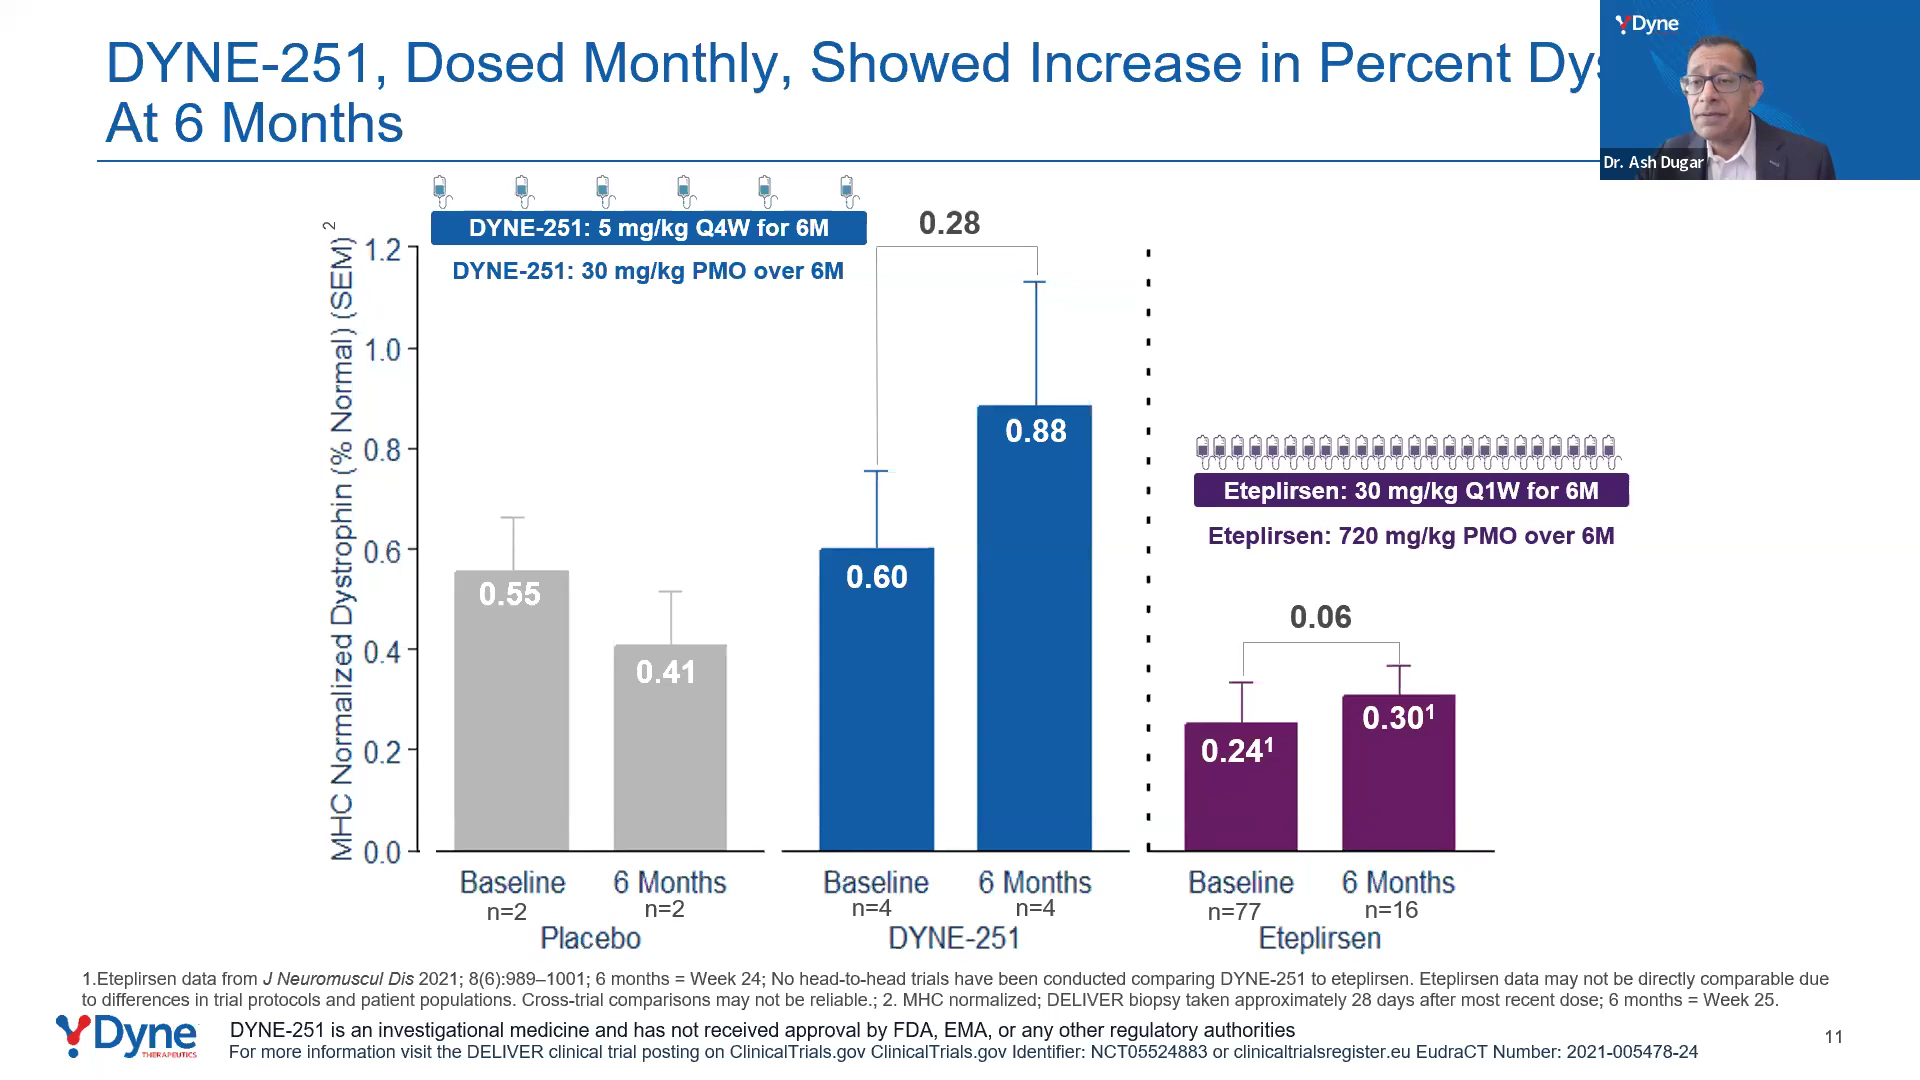 DYNE-251, Dosed Monthly, Showed Increase in Percent Dys
At 6 Months
Dyne
Dr. Ash Dugar
DYNE-251: 5 mg/kg Q4W for 6M
DYNE-251: 30 mg/kg PMO over 6M
MHC Normalized Dystrophin (% Normal) (SEM) 2
1.2
1.0
0.8
0.6
0.4
0.2
0.0
0.28
0.55
0.41
0.60
0.88
Eteplirsen: 30 mg/kg Q1W for 6M
Eteplirsen: 720 mg/kg PMO over 6M
0.06
0.24¹
0.30¹
Baseline 6 Months Baseline 6 Months Baseline 6 Months
n=2 n=2 n=4 n=4 n=77 n=16
Placebo DYNE-251 Eteplirsen
1.Eteplirsen data from J Neuromuscul Dis 2021; 8(6):989–1001; 6 months = Week 24; No head-to-head trials have been conducted comparing DYNE-251 to eteplirsen. Eteplirsen data may not be directly comparable due
to differences in trial protocols and patient populations. Cross-trial comparisons may not be reliable.; 2. MHC normalized; DELIVER biopsy taken approximately 28 days after most recent dose; 6 months = Week 25.
Dyne
THERAPEUTICS
DYNE-251 is an investigational medicine and has not received approval by FDA, EMA, or any other regulatory authorities
For more information visit the DELIVER clinical trial posting on ClinicalTrials.gov ClinicalTrials.gov Identifier: NCT05524883 or clinicaltrialsregister.eu EudraCT Number: 2021-005478-24
11